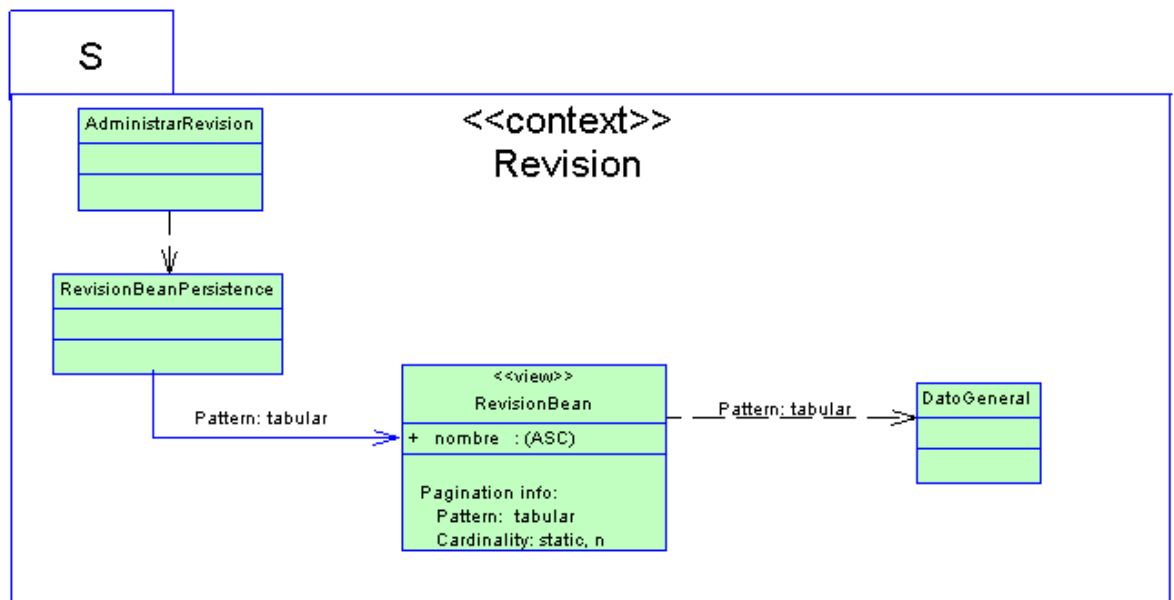 S
<<context>>
Revision
AdministrarRevision
RevisionBeanPersistence
Pattern: tabular
<<view>>
RevisionBean
+ nombre : (ASC)
Pagination info:
Pattern: tabular
Cardinality: static, n
Pattern: tabular
DatoGeneral